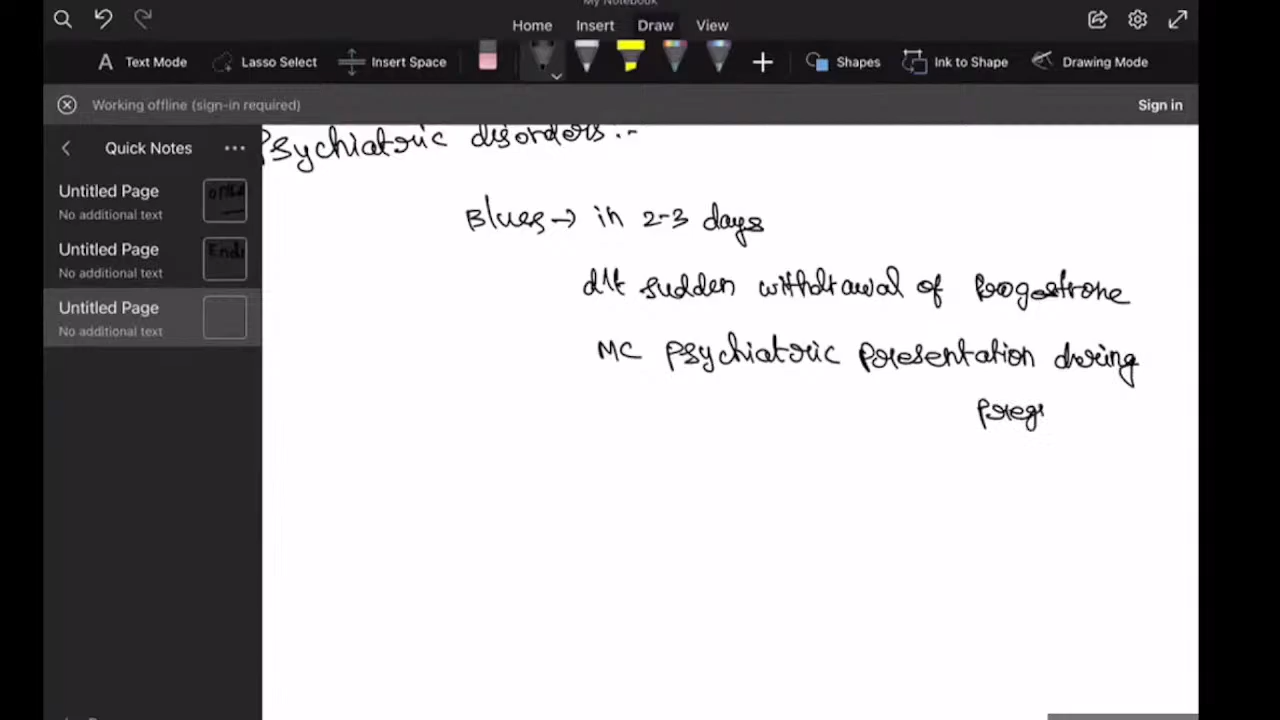 My Notebook
Home Insert Draw View
Text Mode Lasso Select Insert Space Shapes Ink to Shape Drawing Mode
Working offline (sign-in required) Sign in
Quick Notes
Untitled Page
No additional text
Untitled Page
No additional text
Untitled Page
No additional text
Psychiatric disorders :-
Blues → in 2-3 days
d/t sudden withdrawal of progestrone
MC psychiatric presentation during
preg